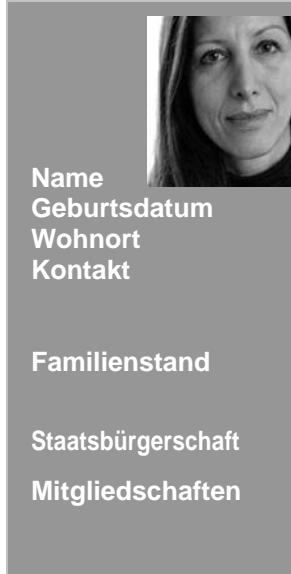 Name
Geburtsdatum
Wohnort
Kontakt
Familienstand
Staatsbürgerschaft
Mitgliedschaften